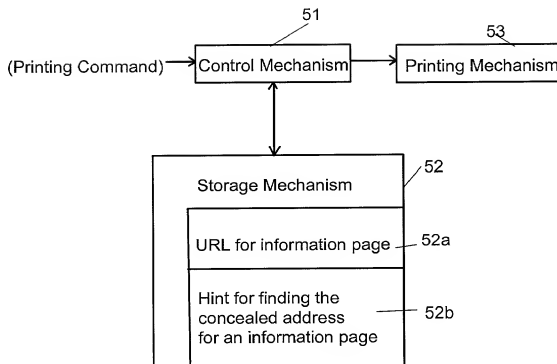 51
53
(Printing Command)
Control Mechanism
Printing Mechanism
Storage Mechanism
52
URL for information page
52a
Hint for finding the
concealed address
for an information page
52b